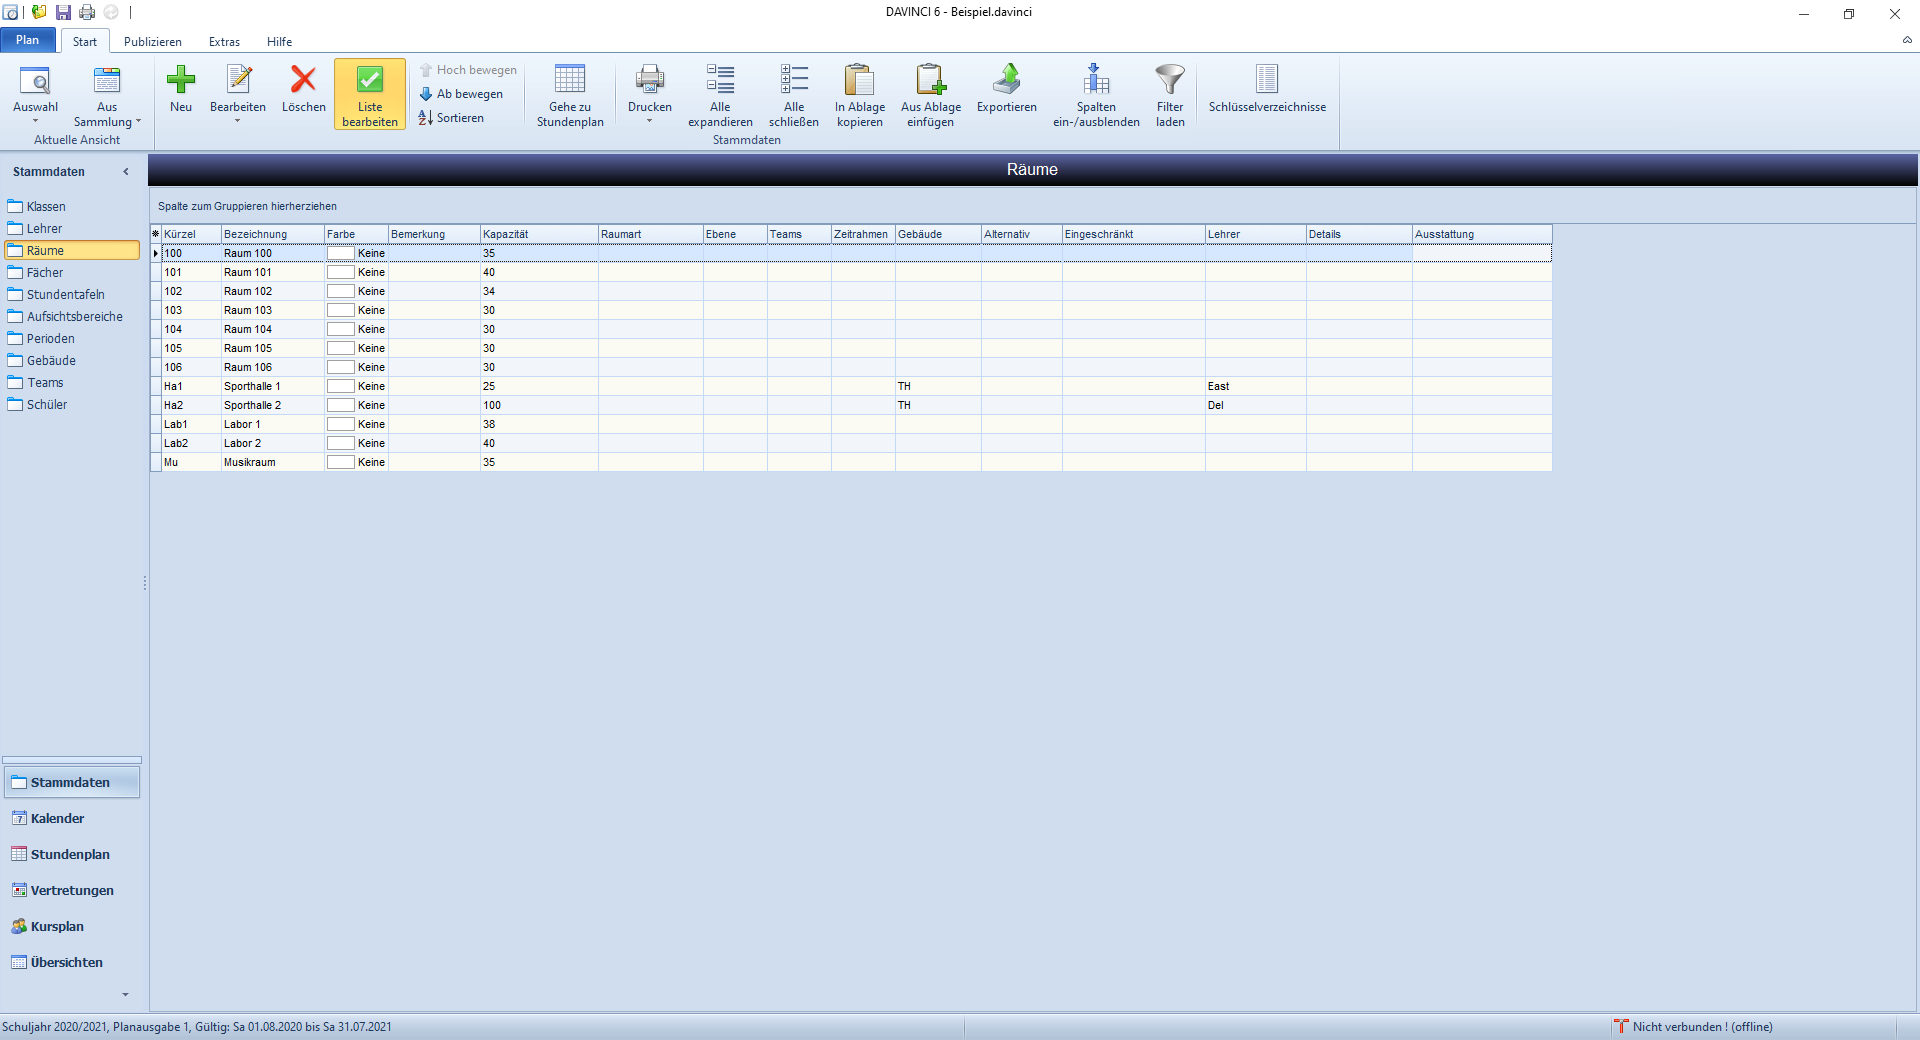 DAVINCI 6 - Beispiel.davinci
Plan Start Publizieren Extras Hilfe
Auswahl
Aus Sammlung
Aktuelle Ansicht
Neu
Bearbeiten
Löschen
Liste bearbeiten
Hoch bewegen
Ab bewegen
Sortieren
Gehe zu Stundenplan
Drucken
Alle expandieren
Alle schließen
In Ablage kopieren
Aus Ablage einfügen
Exportieren
Spalten ein-/ausblenden
Filter laden
Schlüsselverzeichnisse
Stammdaten
Stammdaten
Klassen
Lehrer
Räume
Fächer
Stundentafeln
Aufsichtsbereiche
Perioden
Gebäude
Teams
Schüler
Stammdaten
Kalender
Stundenplan
Vertretungen
Kursplan
Übersichten
Räume
Spalte zum Gruppieren hierherziehen
Kürzel Bezeichnung Farbe Bemerkung Kapazität Raumart Ebene Teams Zeitrahmen Gebäude Alternativ Eingeschränkt Lehrer Details Ausstattung
100 Raum 100 Keine 35
101 Raum 101 Keine 40
102 Raum 102 Keine 34
103 Raum 103 Keine 30
104 Raum 104 Keine 30
105 Raum 105 Keine 30
106 Raum 106 Keine 30
Ha1 Sporthalle 1 Keine 25 TH East
Ha2 Sporthalle 2 Keine 100 TH Del
Lab1 Labor 1 Keine 38
Lab2 Labor 2 Keine 40
Mu Musikraum Keine 35
Schuljahr 2020/2021, Planausgabe 1, Gültig: Sa 01.08.2020 bis Sa 31.07.2021
Nicht verbunden ! (offline)